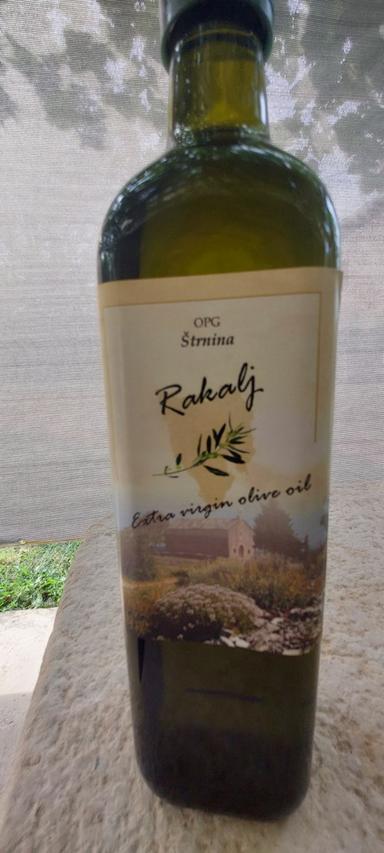 OPG
Štrnina
Rakalj
Extra virgin olive oil